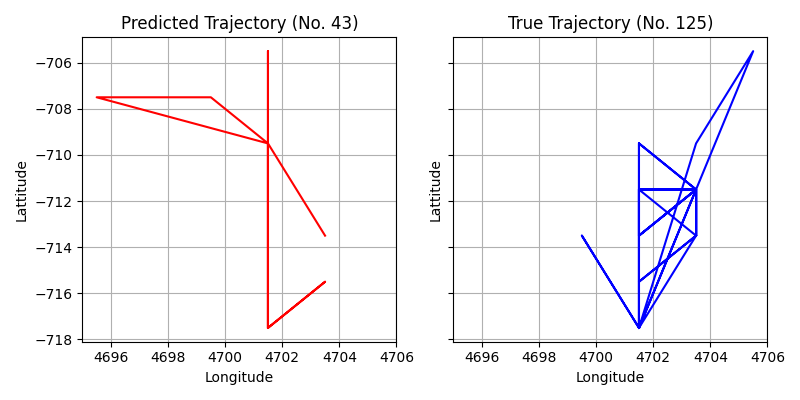 Predicted Trajectory (No. 43)
True Trajectory (No. 125)
−706
−708
−710
−712
−714
−716
−718
Lattitude
Lattitude
4696 4698 4700 4702 4704 4706
4696 4698 4700 4702 4704 4706
Longitude
Longitude